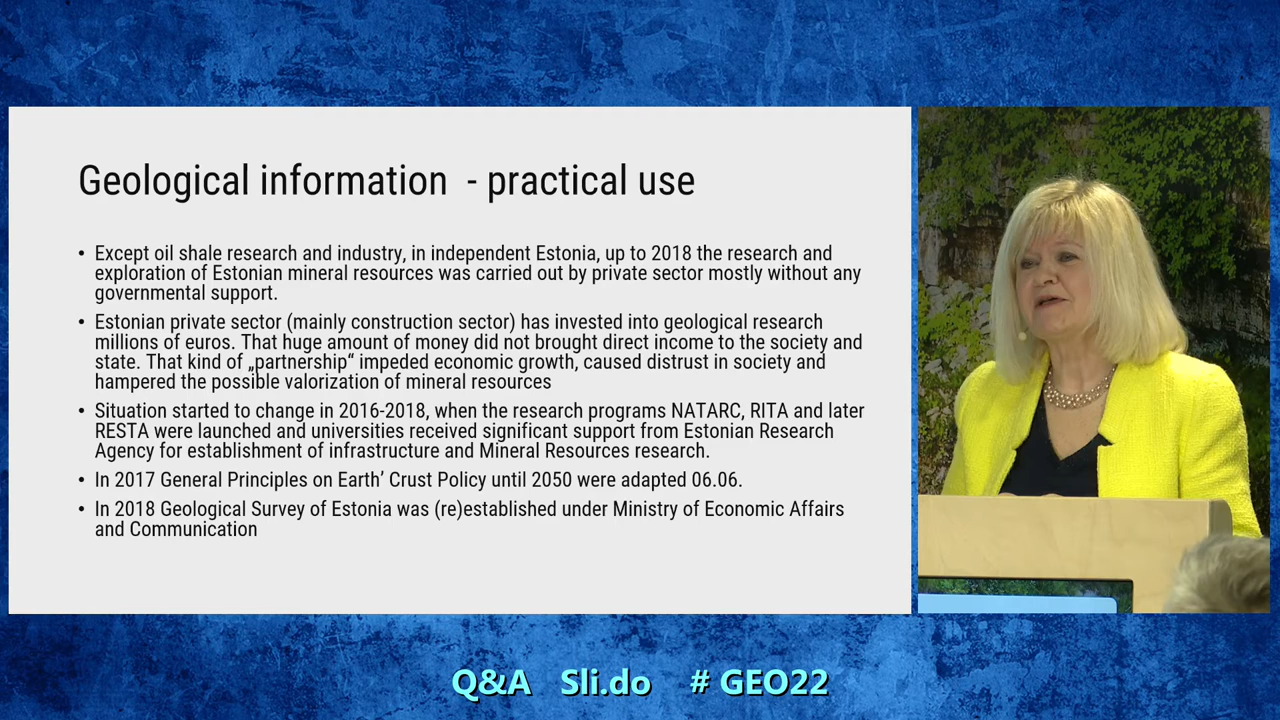 Geological information - practical use
• Except oil shale research and industry, in independent Estonia, up to 2018 the research and
exploration of Estonian mineral resources was carried out by private sector mostly without any
governmental support.
• Estonian private sector (mainly construction sector) has invested into geological research
millions of euros. That huge amount of money did not brought direct income to the society and
state. That kind of „partnership“ impeded economic growth, caused distrust in society and
hampered the possible valorization of mineral resources
• Situation started to change in 2016-2018, when the research programs NATARC, RITA and later
RESTA were launched and universities received significant support from Estonian Research
Agency for establishment of infrastructure and Mineral Resources research.
• In 2017 General Principles on Earth’ Crust Policy until 2050 were adapted 06.06.
• In 2018 Geological Survey of Estonia was (re)established under Ministry of Economic Affairs
and Communication
Q&A Sli.do # GEO22